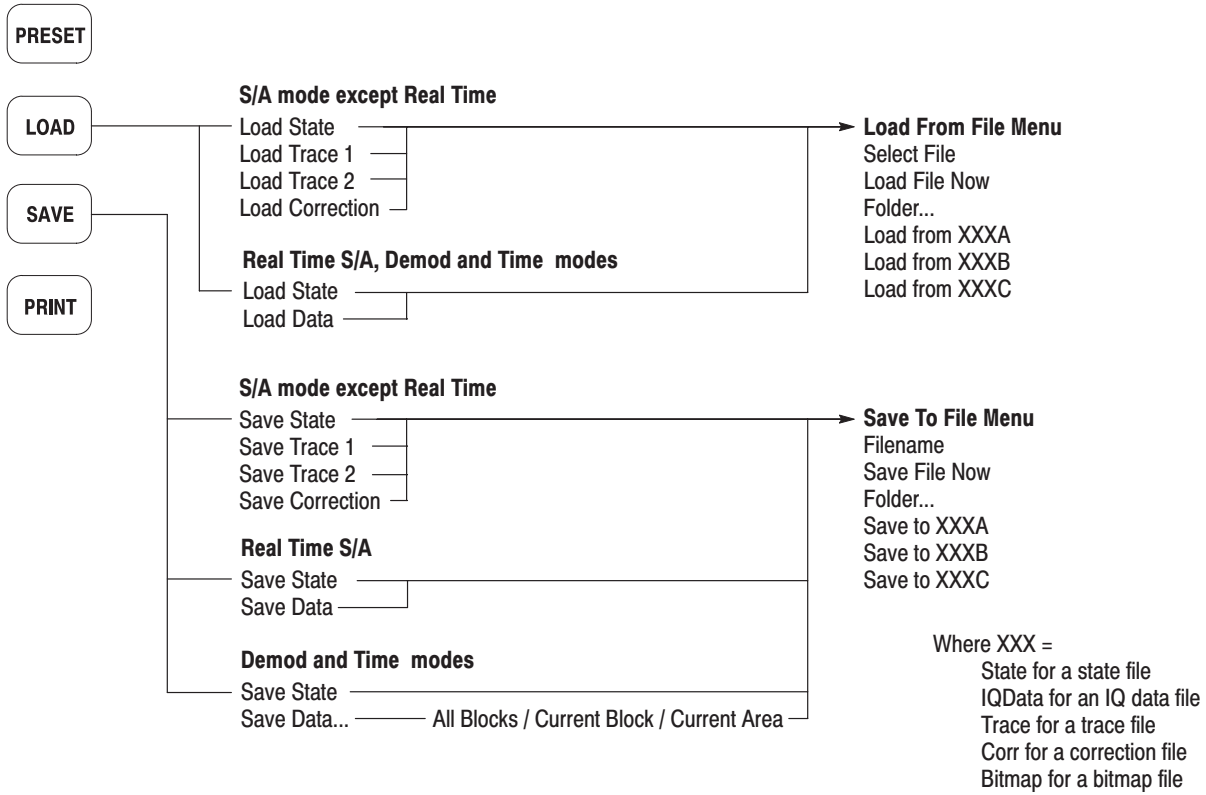 PRESET
LOAD
SAVE
PRINT
S/A mode except Real Time
Load State
Load Trace 1
Load Trace 2
Load Correction
Real Time S/A, Demod and Time modes
Load State
Load Data
Load From File Menu
Select File
Load File Now
Folder...
Load from XXXA
Load from XXXB
Load from XXXC
S/A mode except Real Time
Save State
Save Trace 1
Save Trace 2
Save Correction
Real Time S/A
Save State
Save Data
Demod and Time modes
Save State
Save Data... All Blocks / Current Block / Current Area
Save To File Menu
Filename
Save File Now
Folder...
Save to XXXA
Save to XXXB
Save to XXXC
Where XXX =
State for a state file
IQData for an IQ data file
Trace for a trace file
Corr for a correction file
Bitmap for a bitmap file